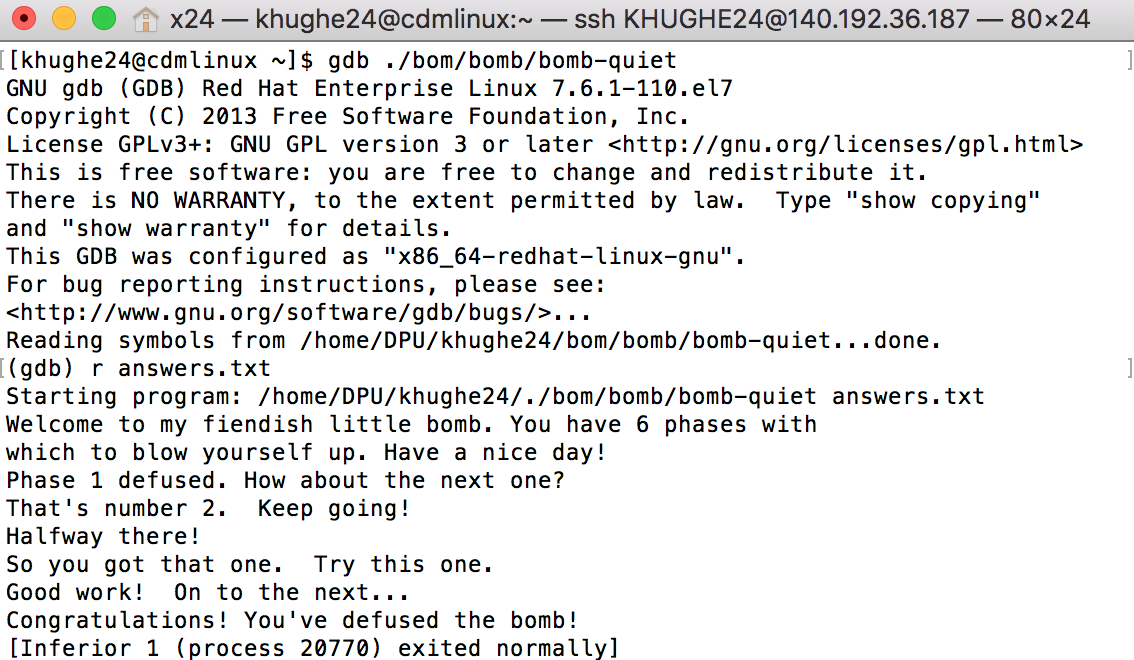 x24 — khughe24@cdmlinux:~ — ssh KHUGHE24@140.192.36.187 — 80×24
[[khughe24@cdmlinux ~]$ gdb ./bom/bomb/bomb-quiet ]
GNU gdb (GDB) Red Hat Enterprise Linux 7.6.1-110.el7
Copyright (C) 2013 Free Software Foundation, Inc.
License GPLv3+: GNU GPL version 3 or later <http://gnu.org/licenses/gpl.html>
This is free software: you are free to change and redistribute it.
There is NO WARRANTY, to the extent permitted by law.  Type "show copying"
and "show warranty" for details.
This GDB was configured as "x86_64-redhat-linux-gnu".
For bug reporting instructions, please see:
<http://www.gnu.org/software/gdb/bugs/>...
Reading symbols from /home/DPU/khughe24/bom/bomb/bomb-quiet...done.
[(gdb) r answers.txt ]
Starting program: /home/DPU/khughe24/./bom/bomb/bomb-quiet answers.txt
Welcome to my fiendish little bomb. You have 6 phases with
which to blow yourself up. Have a nice day!
Phase 1 defused. How about the next one?
That's number 2.  Keep going!
Halfway there!
So you got that one.  Try this one.
Good work!  On to the next...
Congratulations! You've defused the bomb!
[Inferior 1 (process 20770) exited normally]